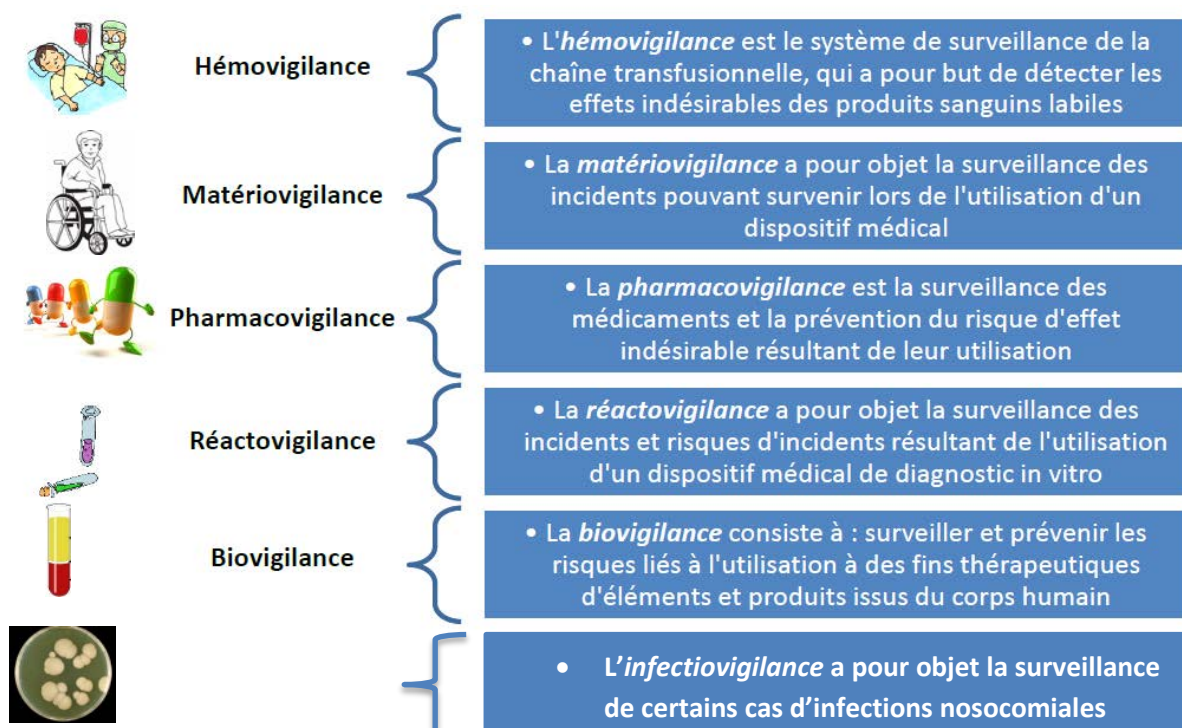 Hémovigilance
• L'hémovigilance est le système de surveillance de la
chaîne transfusionnelle, qui a pour but de détecter les
effets indésirables des produits sanguins labiles
Matériovigilance
• La matériovigilance a pour objet la surveillance des
incidents pouvant survenir lors de l'utilisation d'un
dispositif médical
Pharmacovigilance
• La pharmacovigilance est la surveillance des
médicaments et la prévention du risque d'effet
indésirable résultant de leur utilisation
Réactovigilance
• La réactovigilance a pour objet la surveillance des
incidents et risques d'incidents résultant de l'utilisation
d'un dispositif médical de diagnostic in vitro
Biovigilance
• La biovigilance consiste à : surveiller et prévenir les
risques liés à l'utilisation à des fins thérapeutiques
d'éléments et produits issus du corps humain
• L’infectiovigilance a pour objet la surveillance
de certains cas d’infections nosocomiales